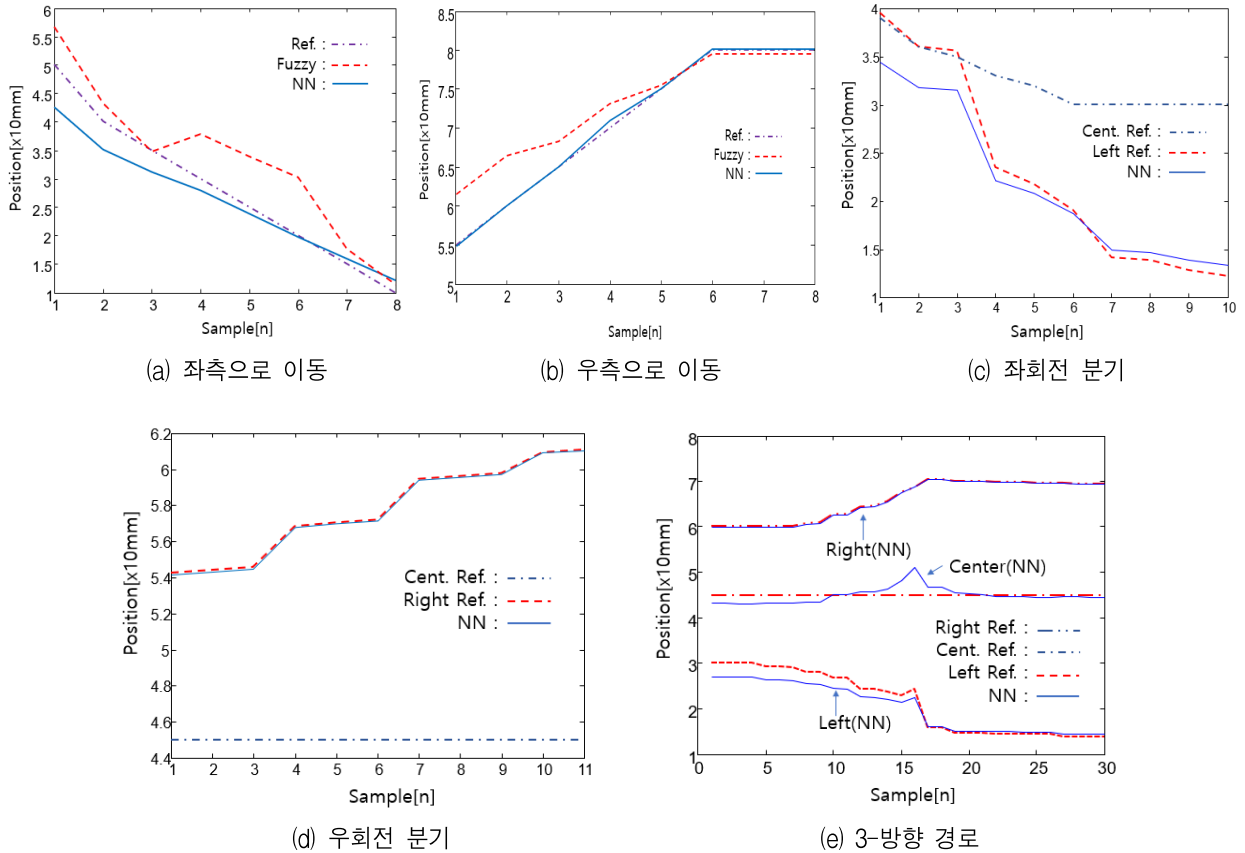 6
5.5
5
4.5
4
3.5
3
2.5
2
1.5
1
Position[x10mm]
Ref. :
Fuzzy :
NN :
1 2 3 4 5 6 7 8
Sample[n]
(a) 좌측으로 이동
8.5
8
7.5
7
6.5
6
5.5
5
Position[x10mm]
Ref. :
Fuzzy :
NN :
1 2 3 4 5 6 7 8
Sample[n]
(b) 우측으로 이동
4
3.5
3
2.5
2
1.5
1
Position[x10mm]
Cent. Ref. :
Left Ref. :
NN :
1 2 3 4 5 6 7 8 9 10
Sample[n]
(c) 좌회전 분기
6.2
6
5.8
5.6
5.4
5.2
5
4.8
4.6
4.4
Position[x10mm]
Cent. Ref. :
Right Ref. :
NN :
1 2 3 4 5 6 7 8 9 10 11
Sample[n]
(d) 우회전 분기
8
7
6
5
4
3
2
1
Position[x10mm]
Right(NN)
Center(NN)
Right Ref. :
Cent. Ref. :
Left Ref. :
NN :
Left(NN)
0 5 10 15 20 25 30
Sample[n]
(e) 3-방향 경로